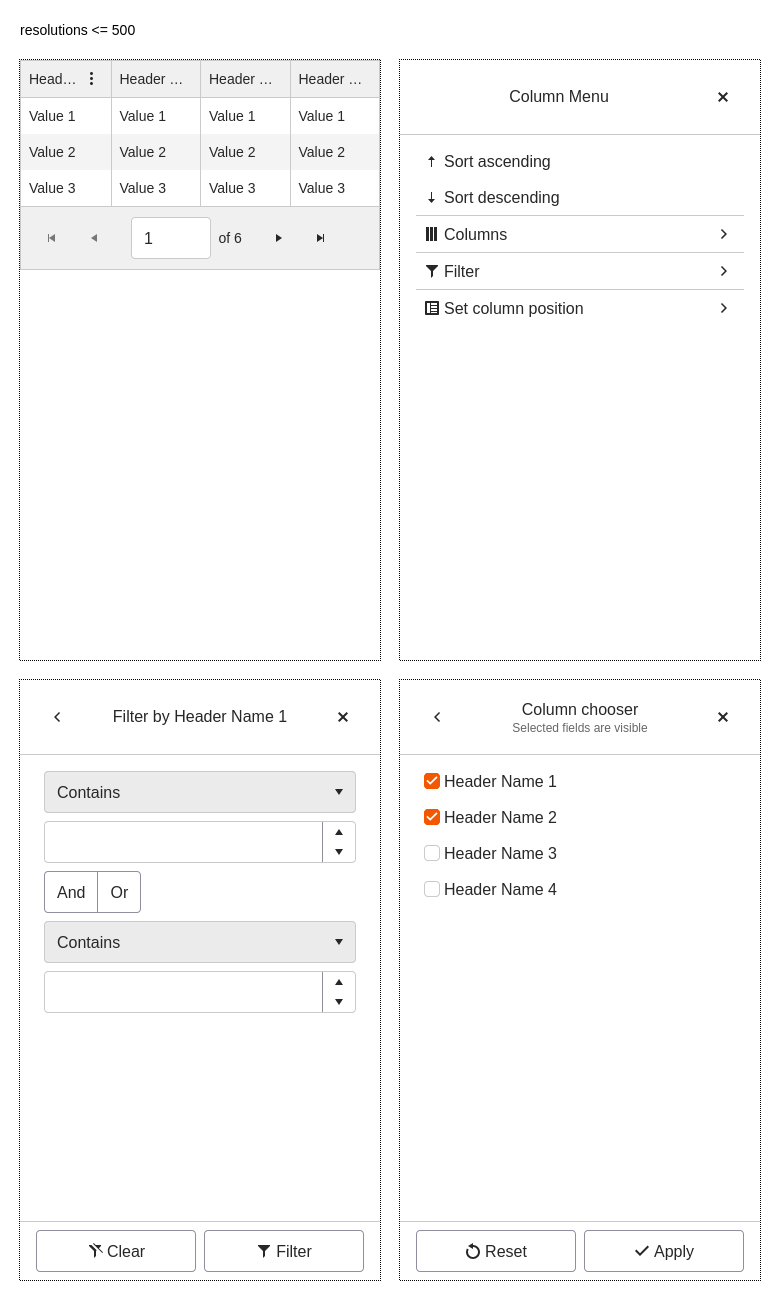 resolutions <= 500
Head... Header ... Header ... Header ...
Value 1 Value 1 Value 1 Value 1
Value 2 Value 2 Value 2 Value 2
Value 3 Value 3 Value 3 Value 3
1 of 6
Column Menu
Sort ascending
Sort descending
Columns
Filter
Set column position
Filter by Header Name 1
Contains
And Or
Contains
Clear Filter
Column chooser
Selected fields are visible
Header Name 1
Header Name 2
Header Name 3
Header Name 4
Reset Apply